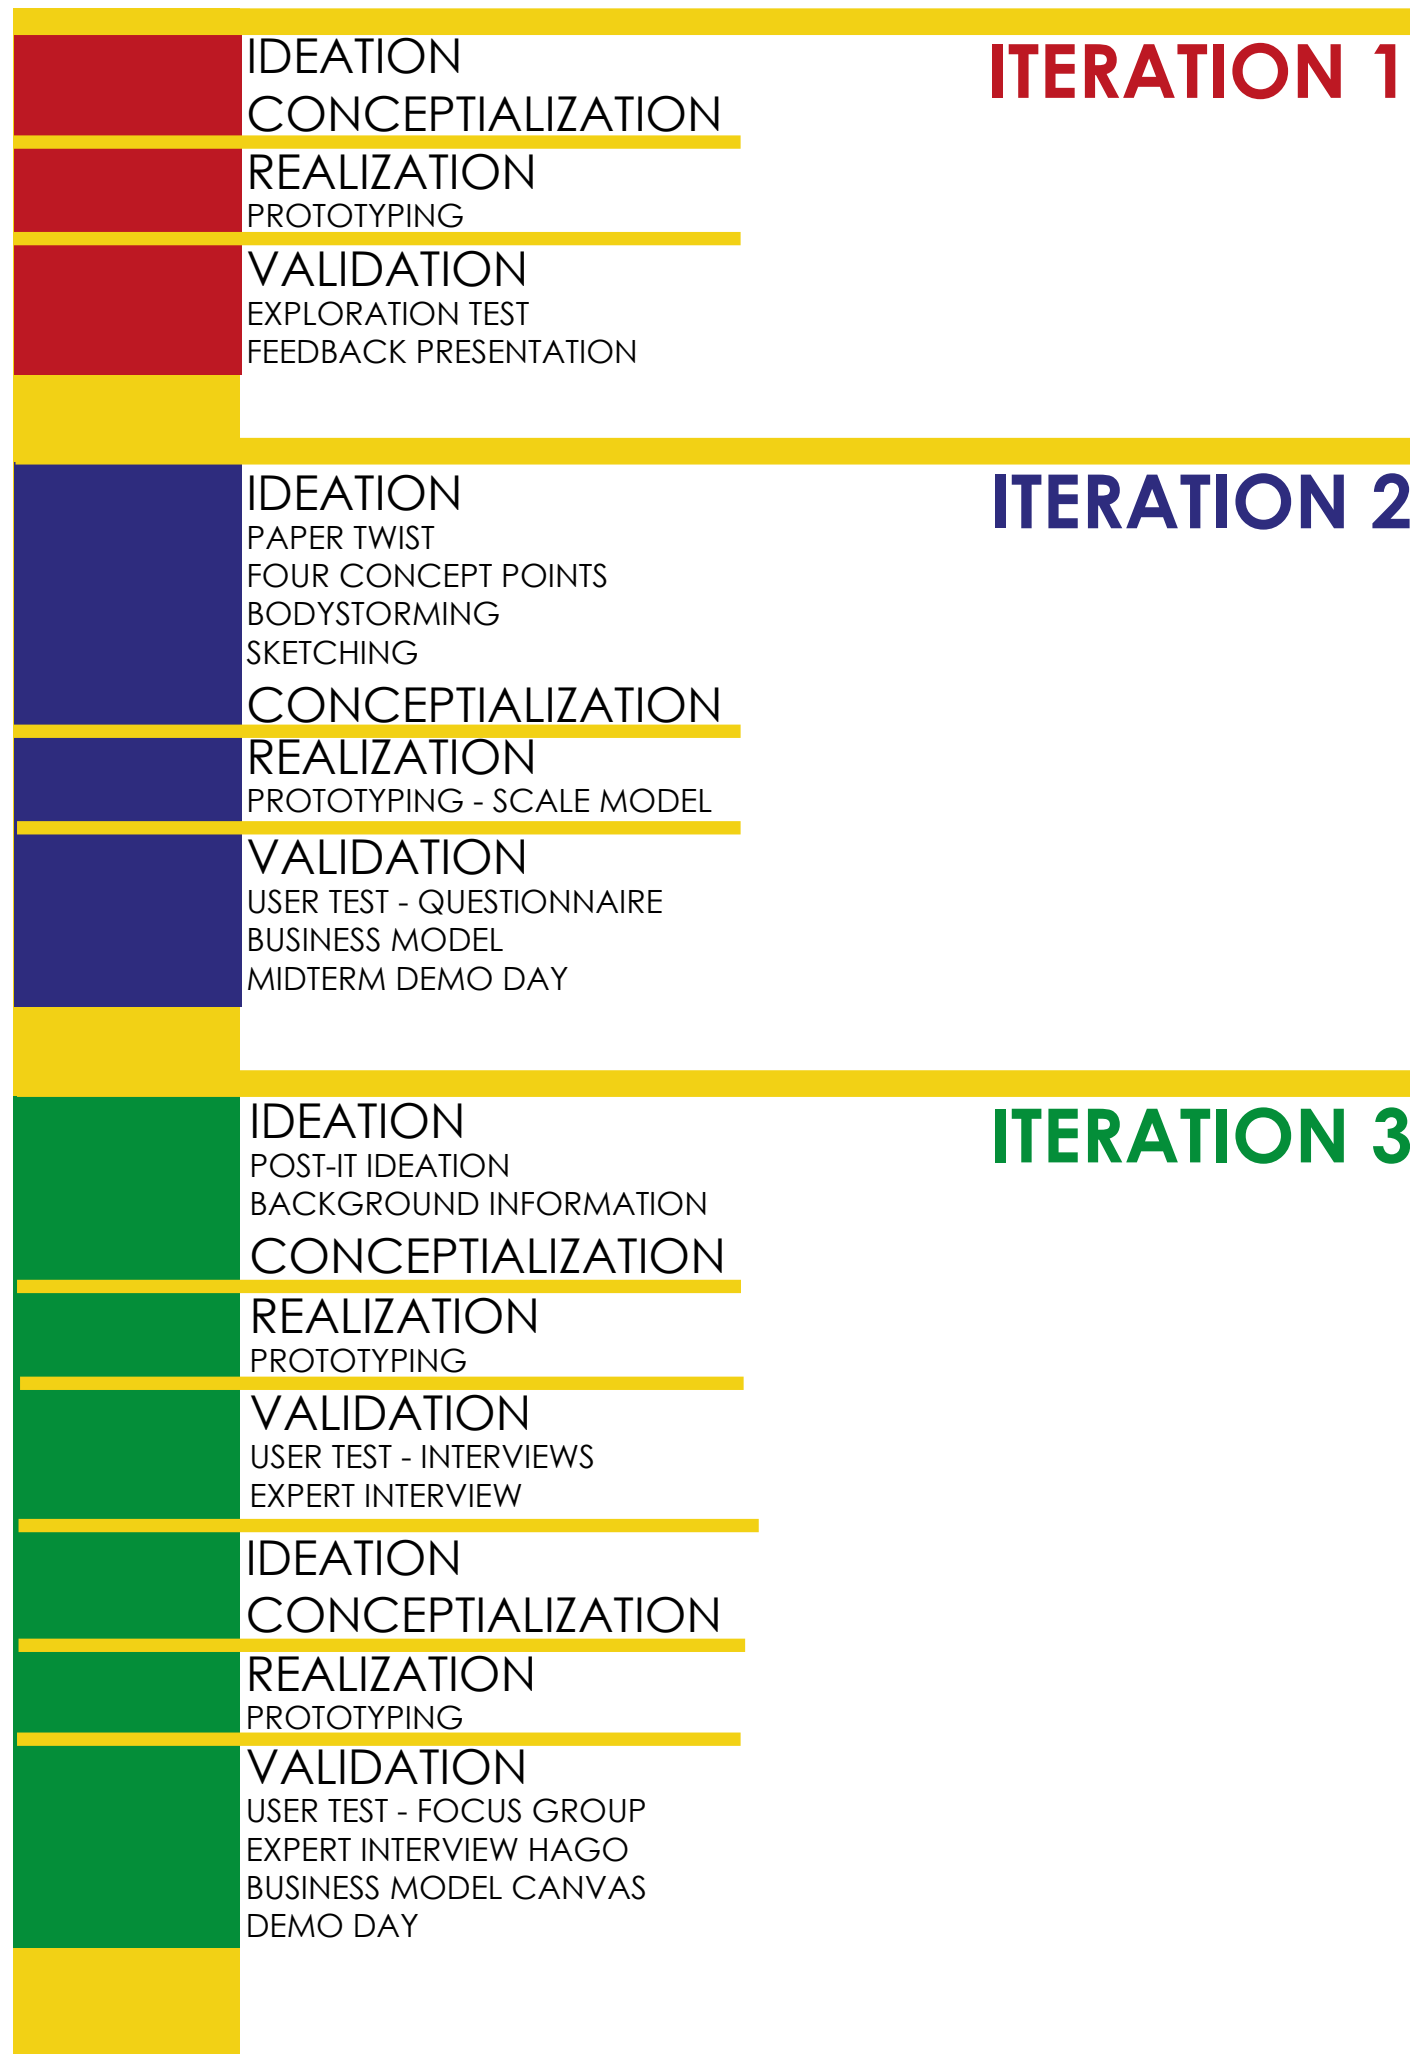 IDEATION
ITERATION 1
CONCEPTIALIZATION
REALIZATION
PROTOTYPING
VALIDATION
EXPLORATION TEST
FEEDBACK PRESENTATION
IDEATION
ITERATION 2
PAPER TWIST
FOUR CONCEPT POINTS
BODYSTORMING
SKETCHING
CONCEPTIALIZATION
REALIZATION
PROTOTYPING - SCALE MODEL
VALIDATION
USER TEST - QUESTIONNAIRE
BUSINESS MODEL
MIDTERM DEMO DAY
IDEATION
ITERATION 3
POST-IT IDEATION
BACKGROUND INFORMATION
CONCEPTIALIZATION
REALIZATION
PROTOTYPING
VALIDATION
USER TEST - INTERVIEWS
EXPERT INTERVIEW
IDEATION
CONCEPTIALIZATION
REALIZATION
PROTOTYPING
VALIDATION
USER TEST - FOCUS GROUP
EXPERT INTERVIEW HAGO
BUSINESS MODEL CANVAS
DEMO DAY